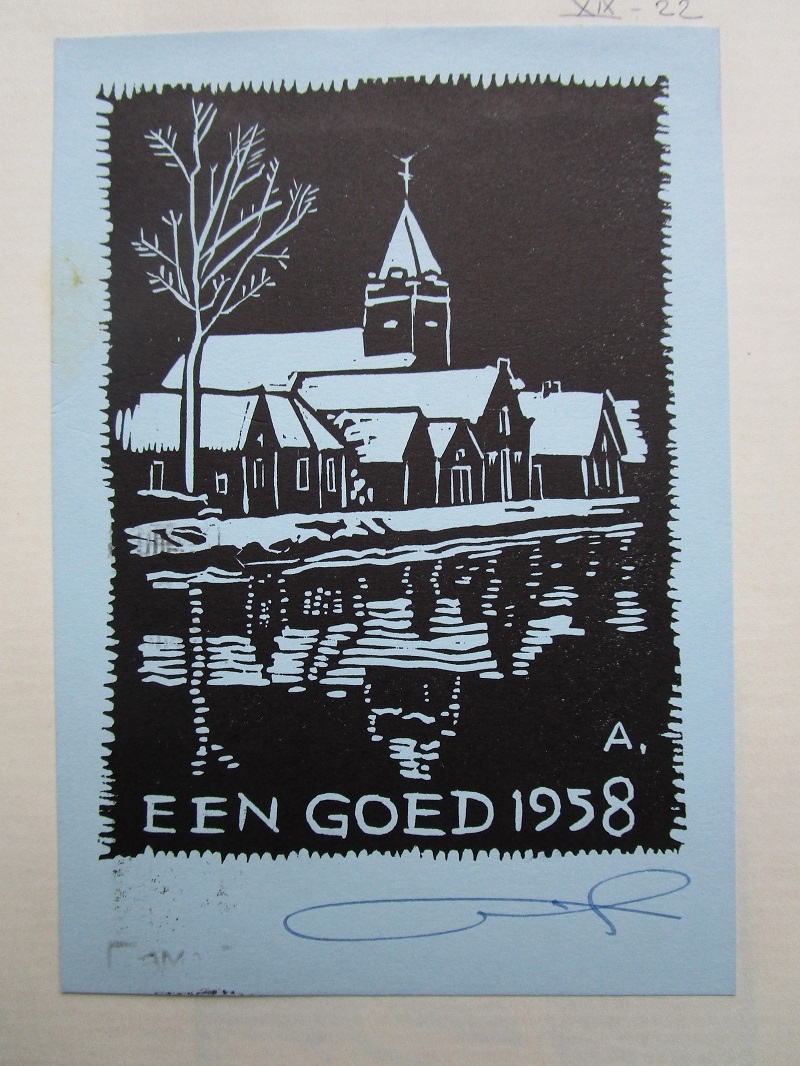 XIX - 22
A.
EEN GOED 1958